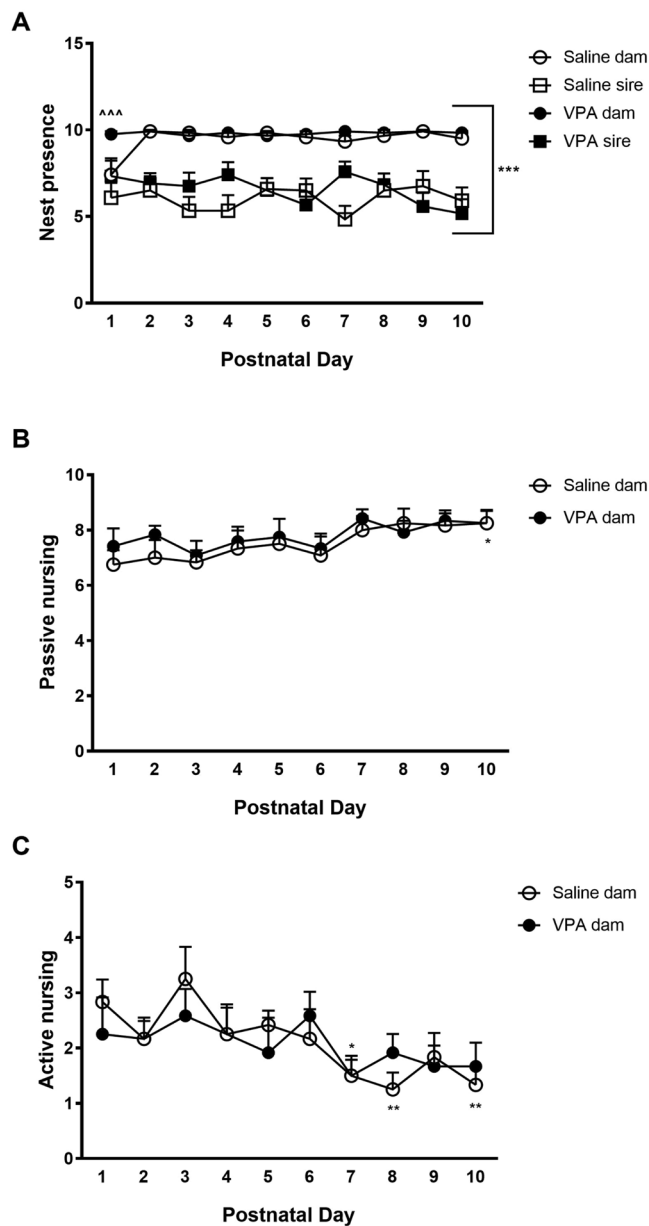 A
15
10
5
0
Nest presence
^^^
***
1 2 3 4 5 6 7 8 9 10
Postnatal Day
Saline dam
Saline sire
VPA dam
VPA sire
B
10
8
6
4
2
0
Passive nursing
*
1 2 3 4 5 6 7 8 9 10
Postnatal Day
Saline dam
VPA dam
C
5
4
3
2
1
0
Active nursing
*
**
**
1 2 3 4 5 6 7 8 9 10
Postnatal Day
Saline dam
VPA dam